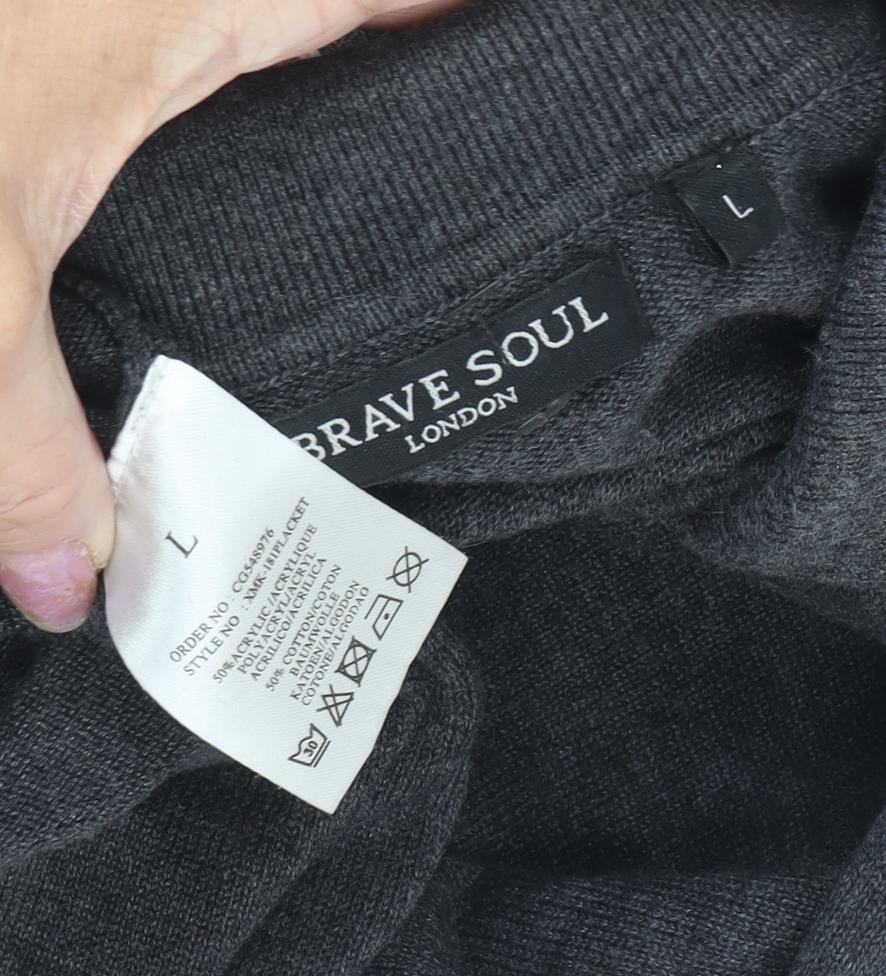 L
BRAVE SOUL
LONDON
L
ORDER NO : CG548976
STYLE NO : XMK-181PLACKET
50%ACRYLIC/ACRYLIQUE
POLYACRYL/ACRYL
ACRILICO/ACRILICA
50% COTTON/COTON
BAUMWOLLE
KATOEN/ALGODON
COTONE/ALGODAO
30